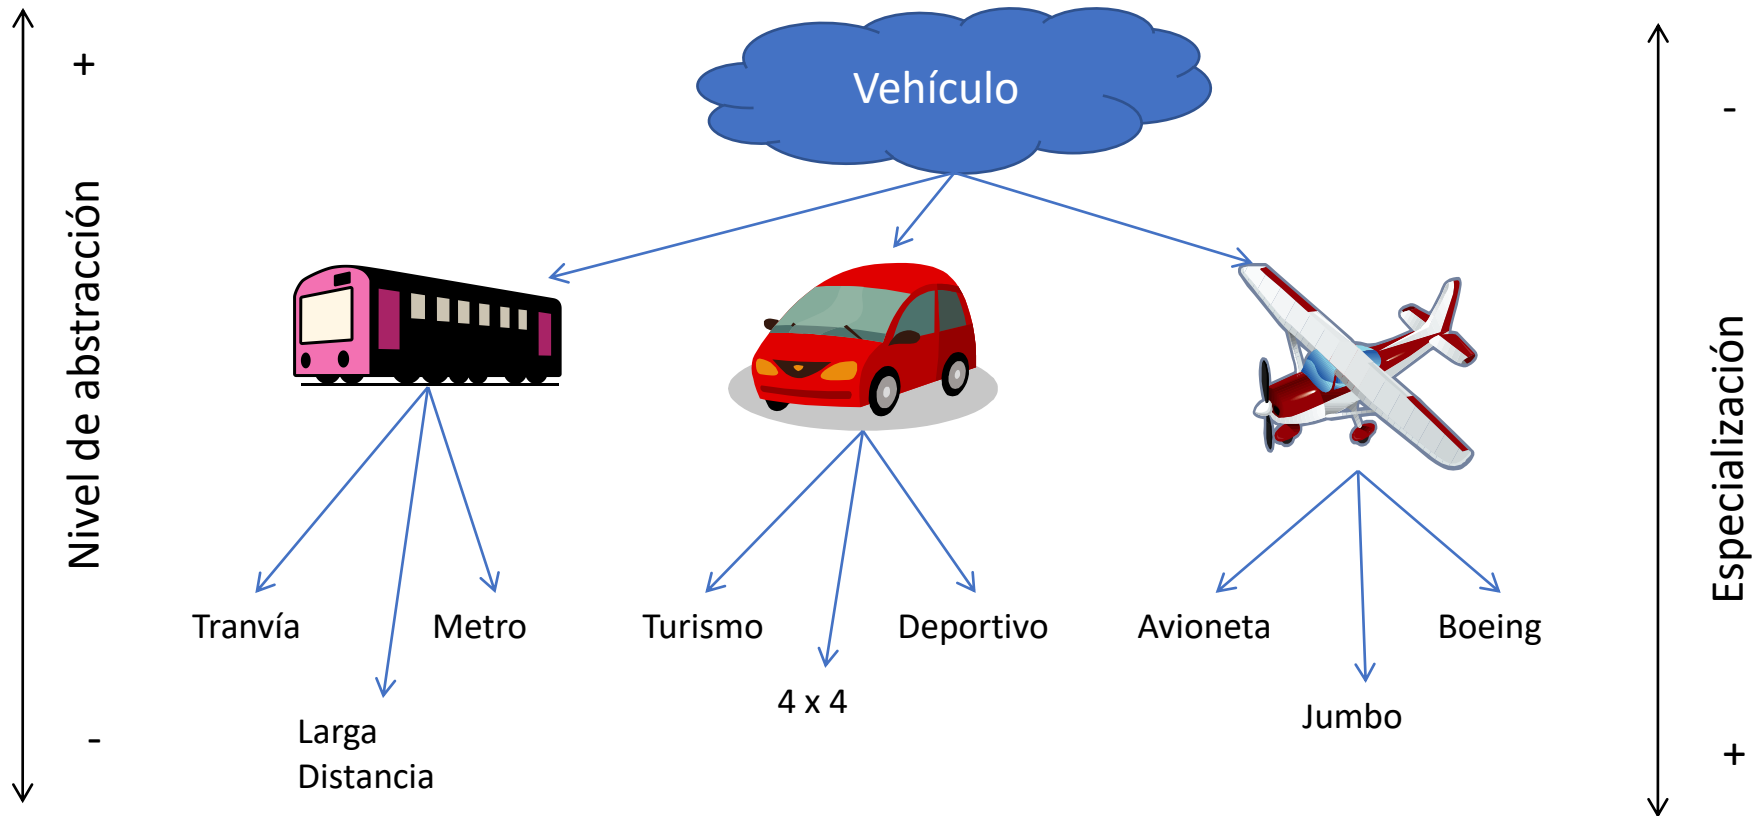 +
Vehículo
-
Nivel de abstracción
Especialización
Tranvía
Metro
Turismo
Deportivo
Avioneta
Boeing
4 x 4
Jumbo
Larga
Distancia
-
+